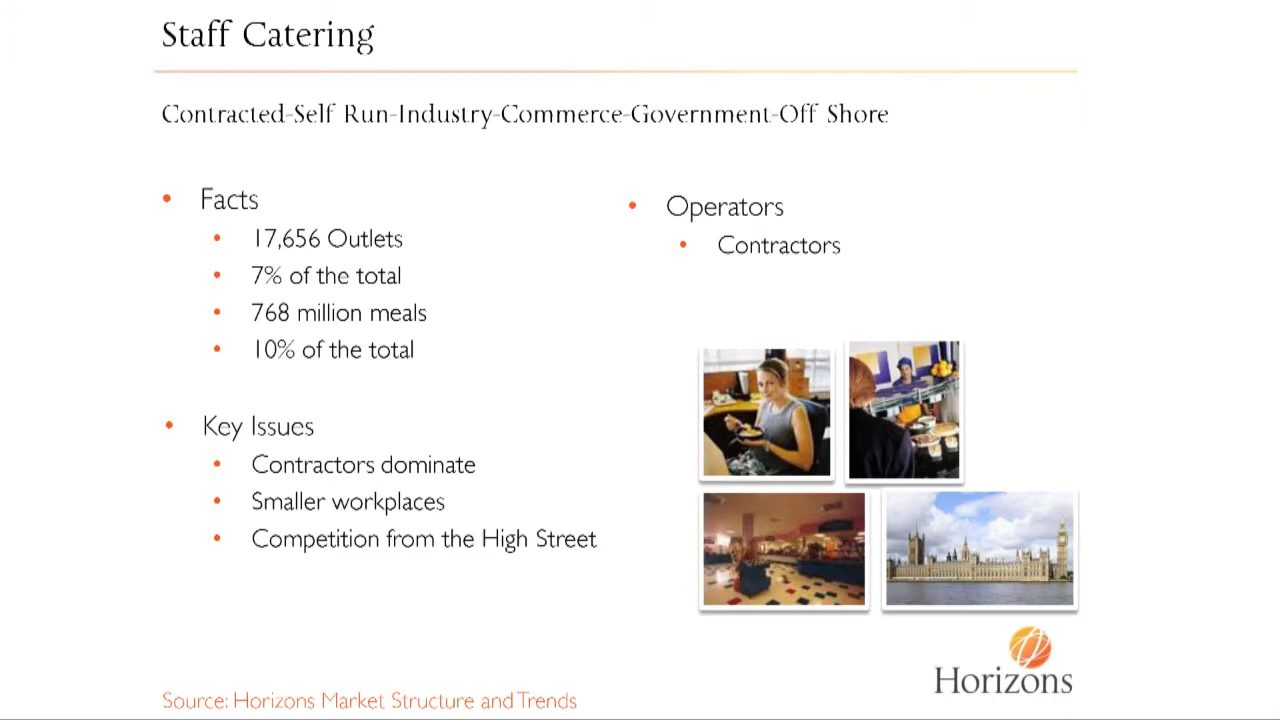 Staff Catering
Contracted-Self Run-Industry-Commerce-Government-Off Shore
• Facts
• 17,656 Outlets
• 7% of the total
• 768 million meals
• 10% of the total
• Key Issues
• Contractors dominate
• Smaller workplaces
• Competition from the High Street
• Operators
• Contractors
Horizons
Source: Horizons Market Structure and Trends